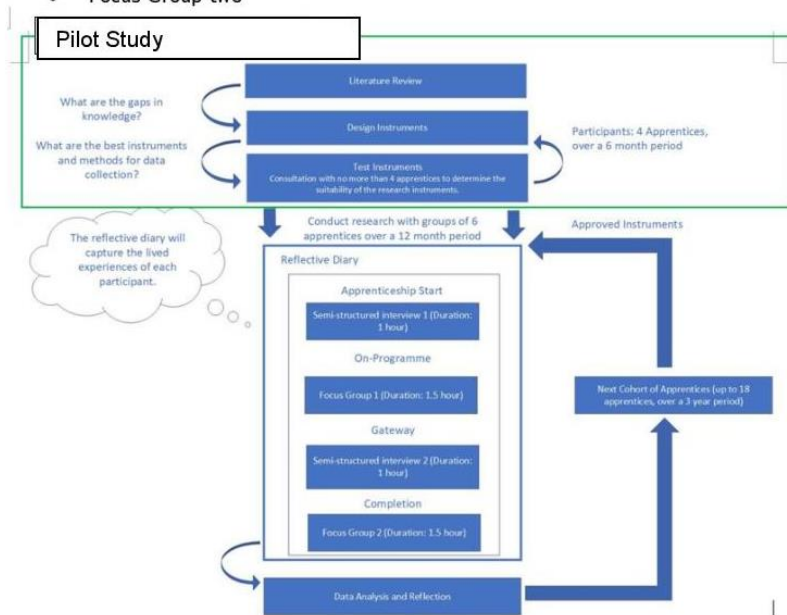 Focus Group two
Pilot Study
Literature Review
What are the gaps in
knowledge?
Design Instruments
What are the best instruments
and methods for data
collection?
Participants: 4 Apprentices,
over a 6 month period
Test Instruments
Consultation with no more than 4 apprentices to determine the
suitability of the research instruments.
Conduct research with groups of 6
apprentices over a 12 month period
Approved Instruments
The reflective diary will
capture the lived
experiences of each
participant.
Reflective Diary
Apprenticeship Start
Semi-structured interview 1 (Duration:
1 hour)
On-Programme
Focus Group 1 (Duration: 1.5 hour)
Next Cohort of Apprentices (up to 18
apprentices, over a 3 year period)
Gateway
Semi-structured interview 2 (Duration:
1 hour)
Completion
Focus Group 2 (Duration: 1.5 hour)
Data Analysis and Reflection